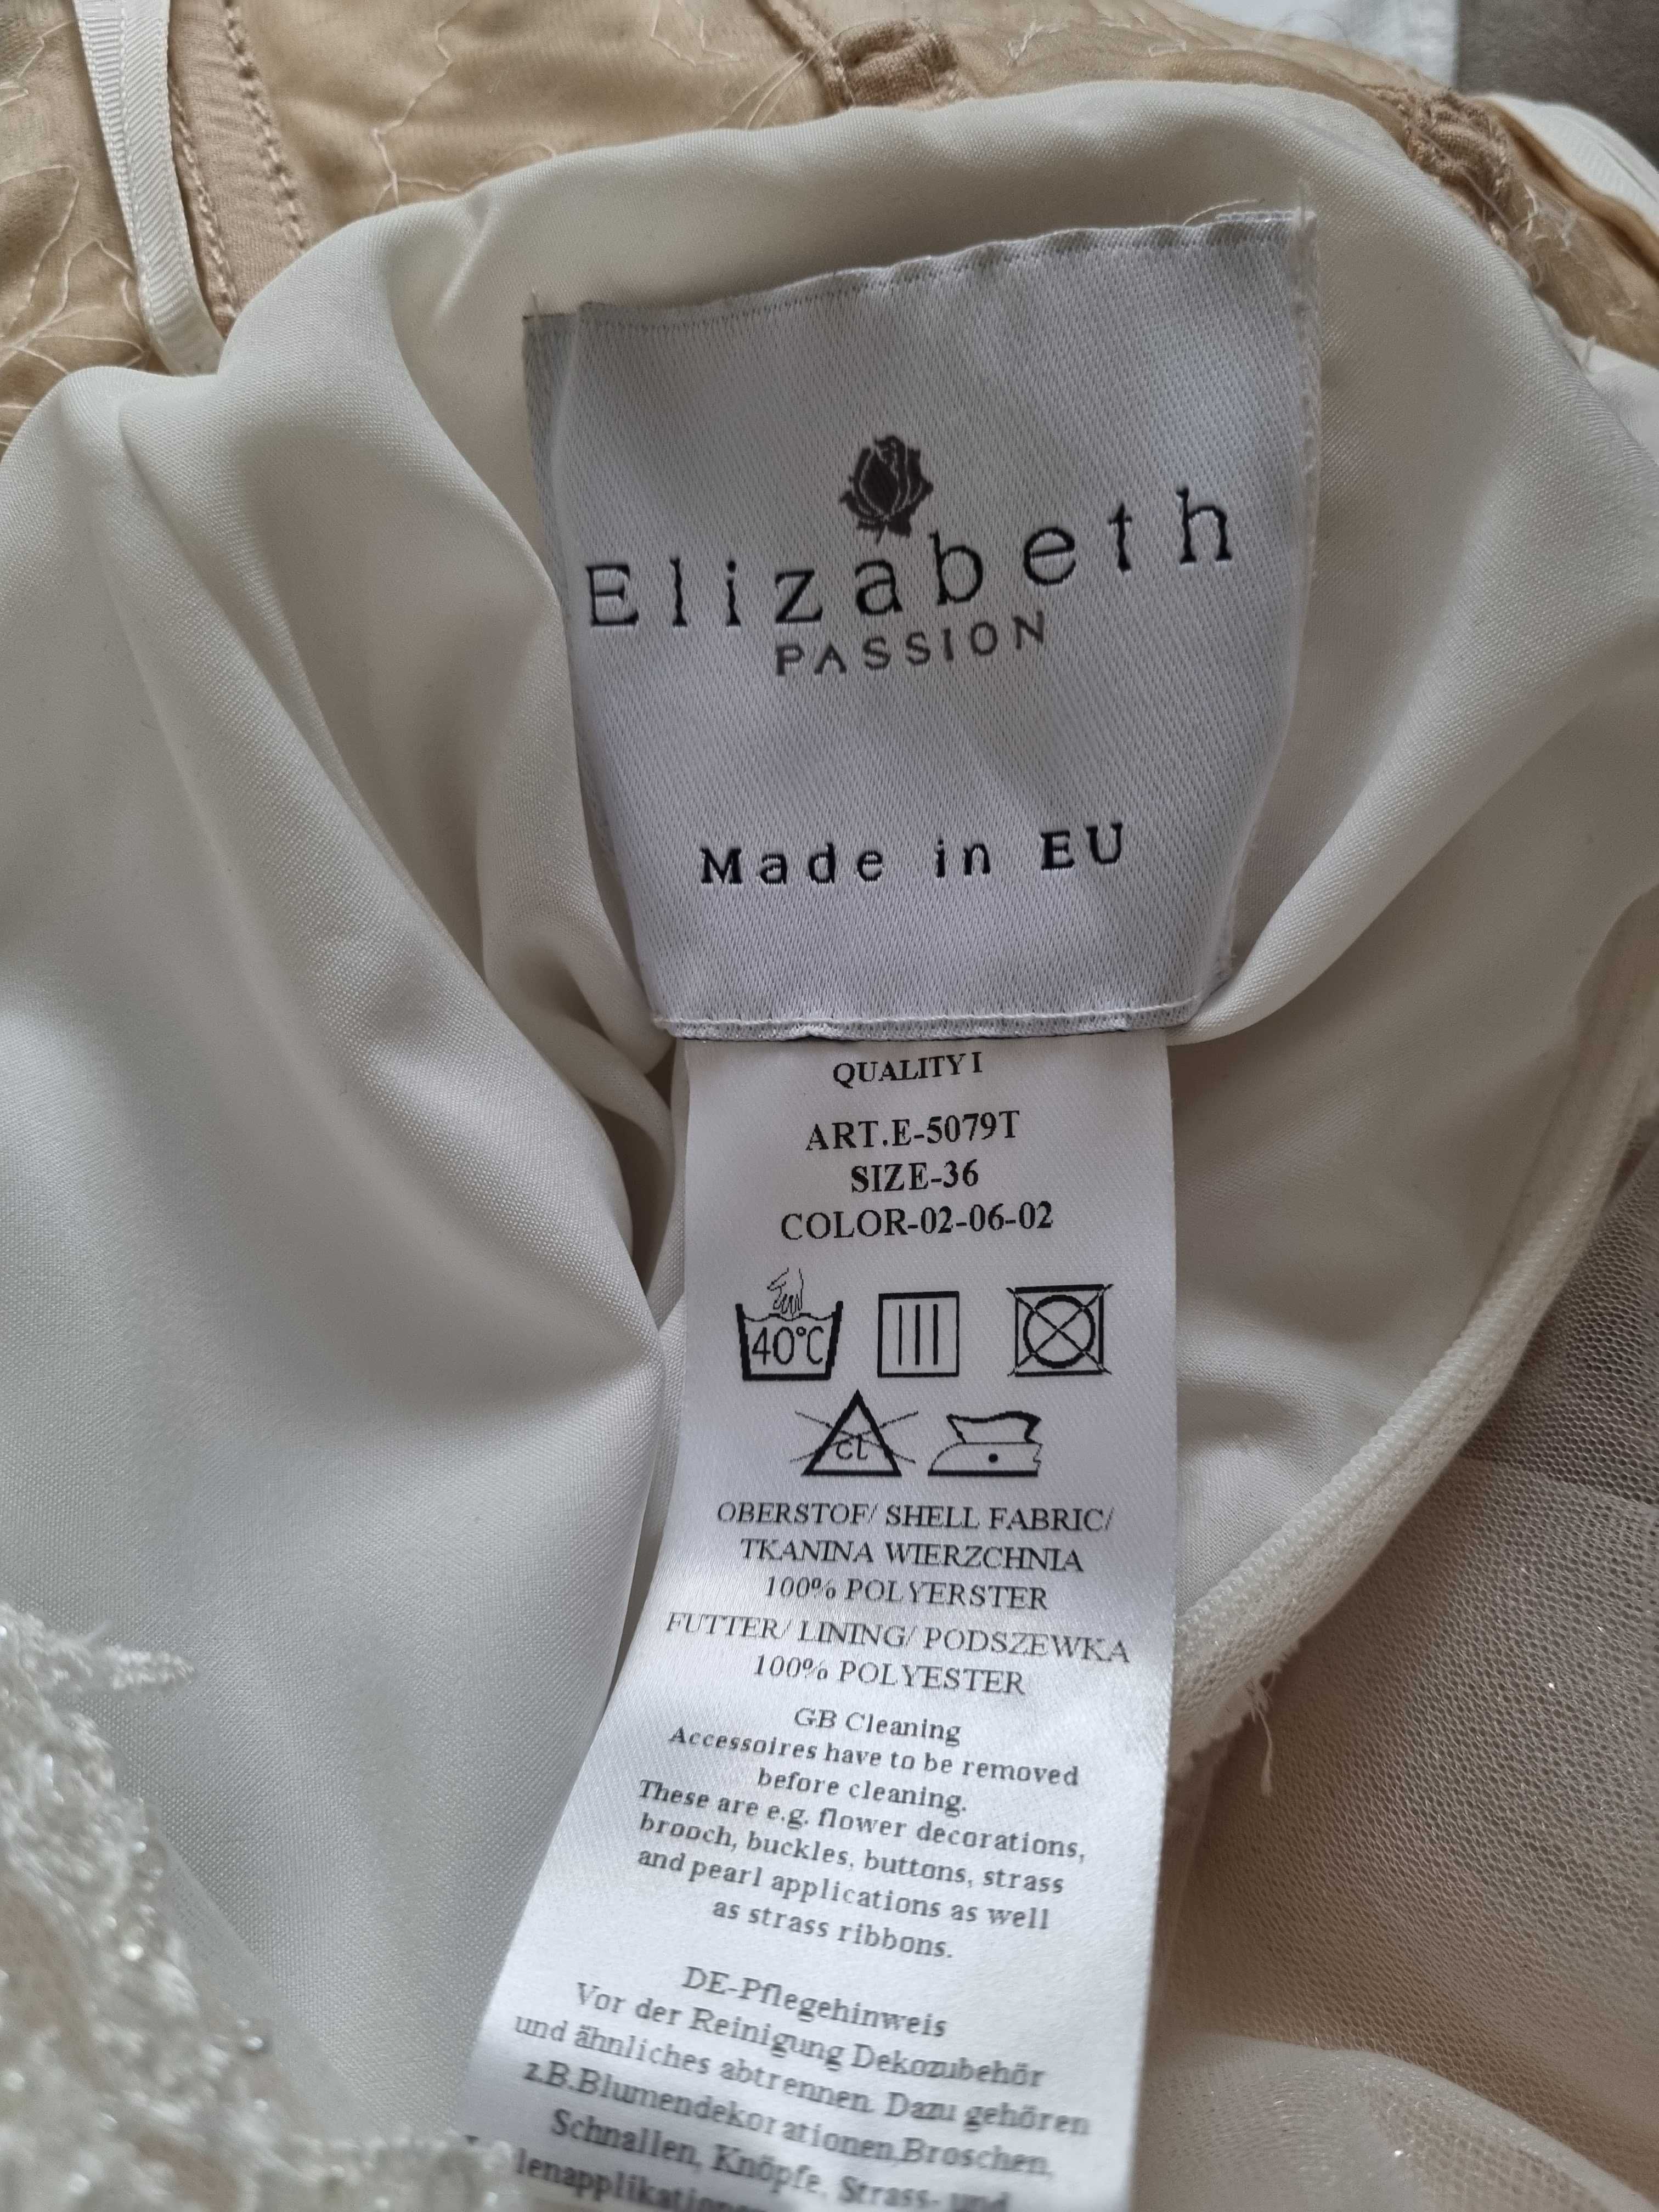 Elizabeth
PASSION
Made in EU
QUALITY I
ART.E-5079T
SIZE-36
COLOR-02-06-02
40°C
CL
OBERSTOF/ SHELL FABRIC/
TKANINA WIERZCHNIA
100% POLYERSTER
FUTTER/ LINING/ PODSZEWKA
100% POLYESTER
GB Cleaning
Accessoires have to be removed
before cleaning.
These are e.g. flower decorations,
brooch, buckles, buttons, strass
and pearl applications as well
as strass ribbons.
DE-Pflegehinweis
Vor der Reinigung Dekozubehör
und ähnliches abtrennen. Dazu gehören
z.B.Blumendekorationen,Broschen,
Schnallen, Knöpfe, Strass- und